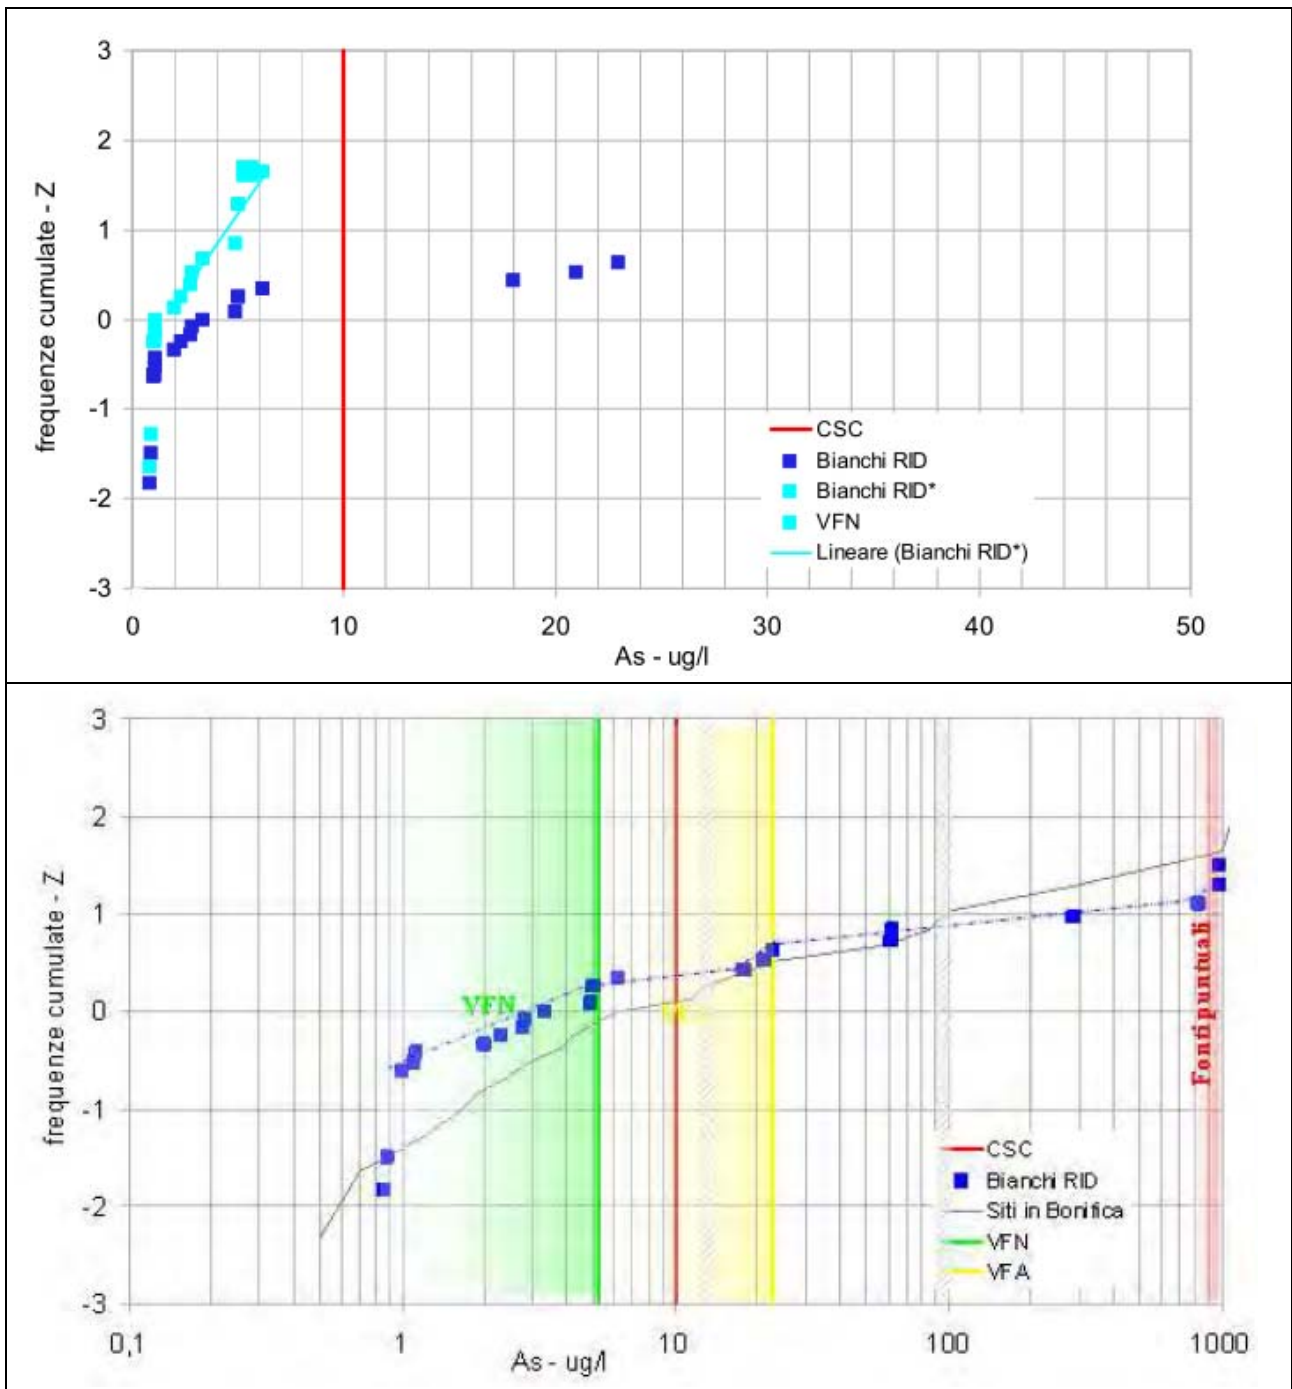 3
2
1
0
-1
-2
-3
frequenze cumulate - Z
CSC
Bianchi RID
Bianchi RID*
VFN
Lineare (Bianchi RID*)
0 10 20 30 40 50
As - ug/l
3
2
1
0
-1
-2
-3
frequenze cumulate - Z
VFN
Fonti puntuali
CSC
Bianchi RID
Siti in Bonifica
VFN
VFA
0,1 1 10 100 1000
As - ug/l